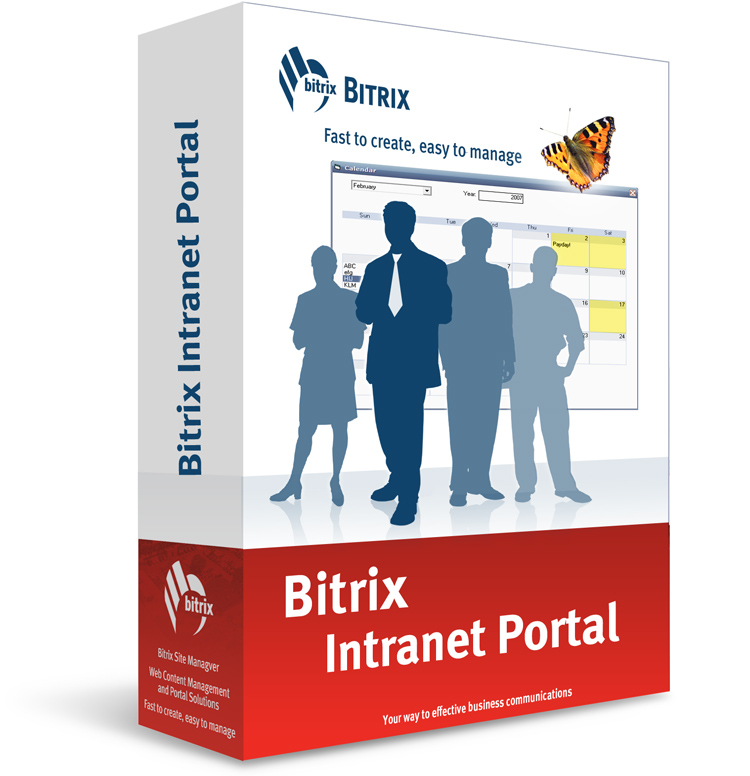 Bitrix Intranet Portal
bitrix
Bitrix Site Managver
Web Content Management
and Portal Solutions
Fast to create, easy to manage
bitrix BITRIX
Fast to create, easy to manage
Calendar
February
Year: 2007
Sun Tue Thu Fri Sat
1 2 3
Payday!
ABC
efg
HIJ
KLM
7 9 10
16 17
23 24
Bitrix
Intranet Portal
Your way to effective business communications